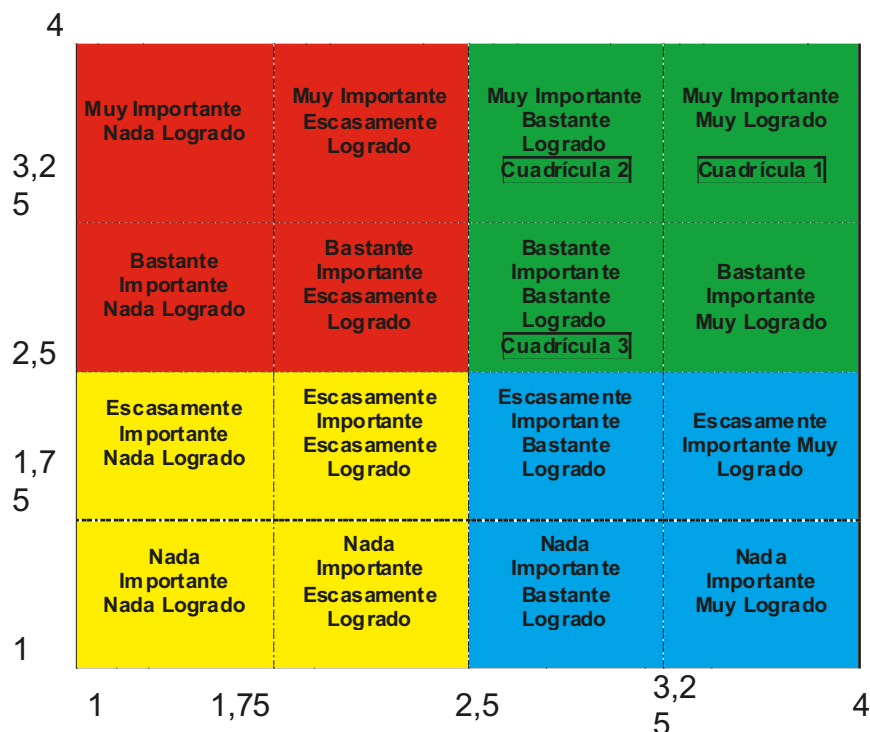 4
Muy Importante
Nada Logrado
Muy Importante
Escasamente
Logrado
Muy Importante
Bastante
Logrado
Cuadrícula 2
Muy Importante
Muy Logrado
Cuadrícula 1
3,2
5
Bastante
Importante
Nada Logrado
Bastante
Importante
Escasamente
Logrado
Bastante
Importante
Bastante
Logrado
Cuadrícula 3
Bastante
Importante
Muy Logrado
2,5
Escasamente
Importante
Nada Logrado
Escasamente
Importante
Escasamente
Logrado
Escasamente
Importante
Bastante
Logrado
Escasamente
Importante Muy
Logrado
1,7
5
Nada
Importante
Nada Logrado
Nada
Importante
Escasamente
Logrado
Nada
Importante
Bastante
Logrado
Nada
Importante
Muy Logrado
1
1
1,75
2,5
3,2
5
4